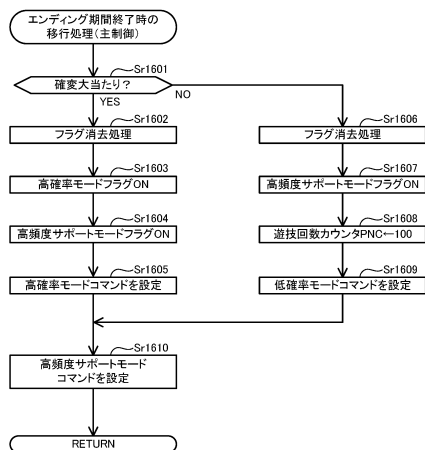 エンディング期間終了時の
移行処理(主制御)
Sr1601
確変大当たり?
YES
NO
Sr1602
フラグ消去処理
Sr1603
高確率モードフラグON
Sr1604
高頻度サポートモードフラグON
Sr1605
高確率モードコマンドを設定
Sr1606
フラグ消去処理
Sr1607
高頻度サポートモードフラグON
Sr1608
遊技回数カウンタPNC←100
Sr1609
低確率モードコマンドを設定
Sr1610
高頻度サポートモード
コマンドを設定
RETURN